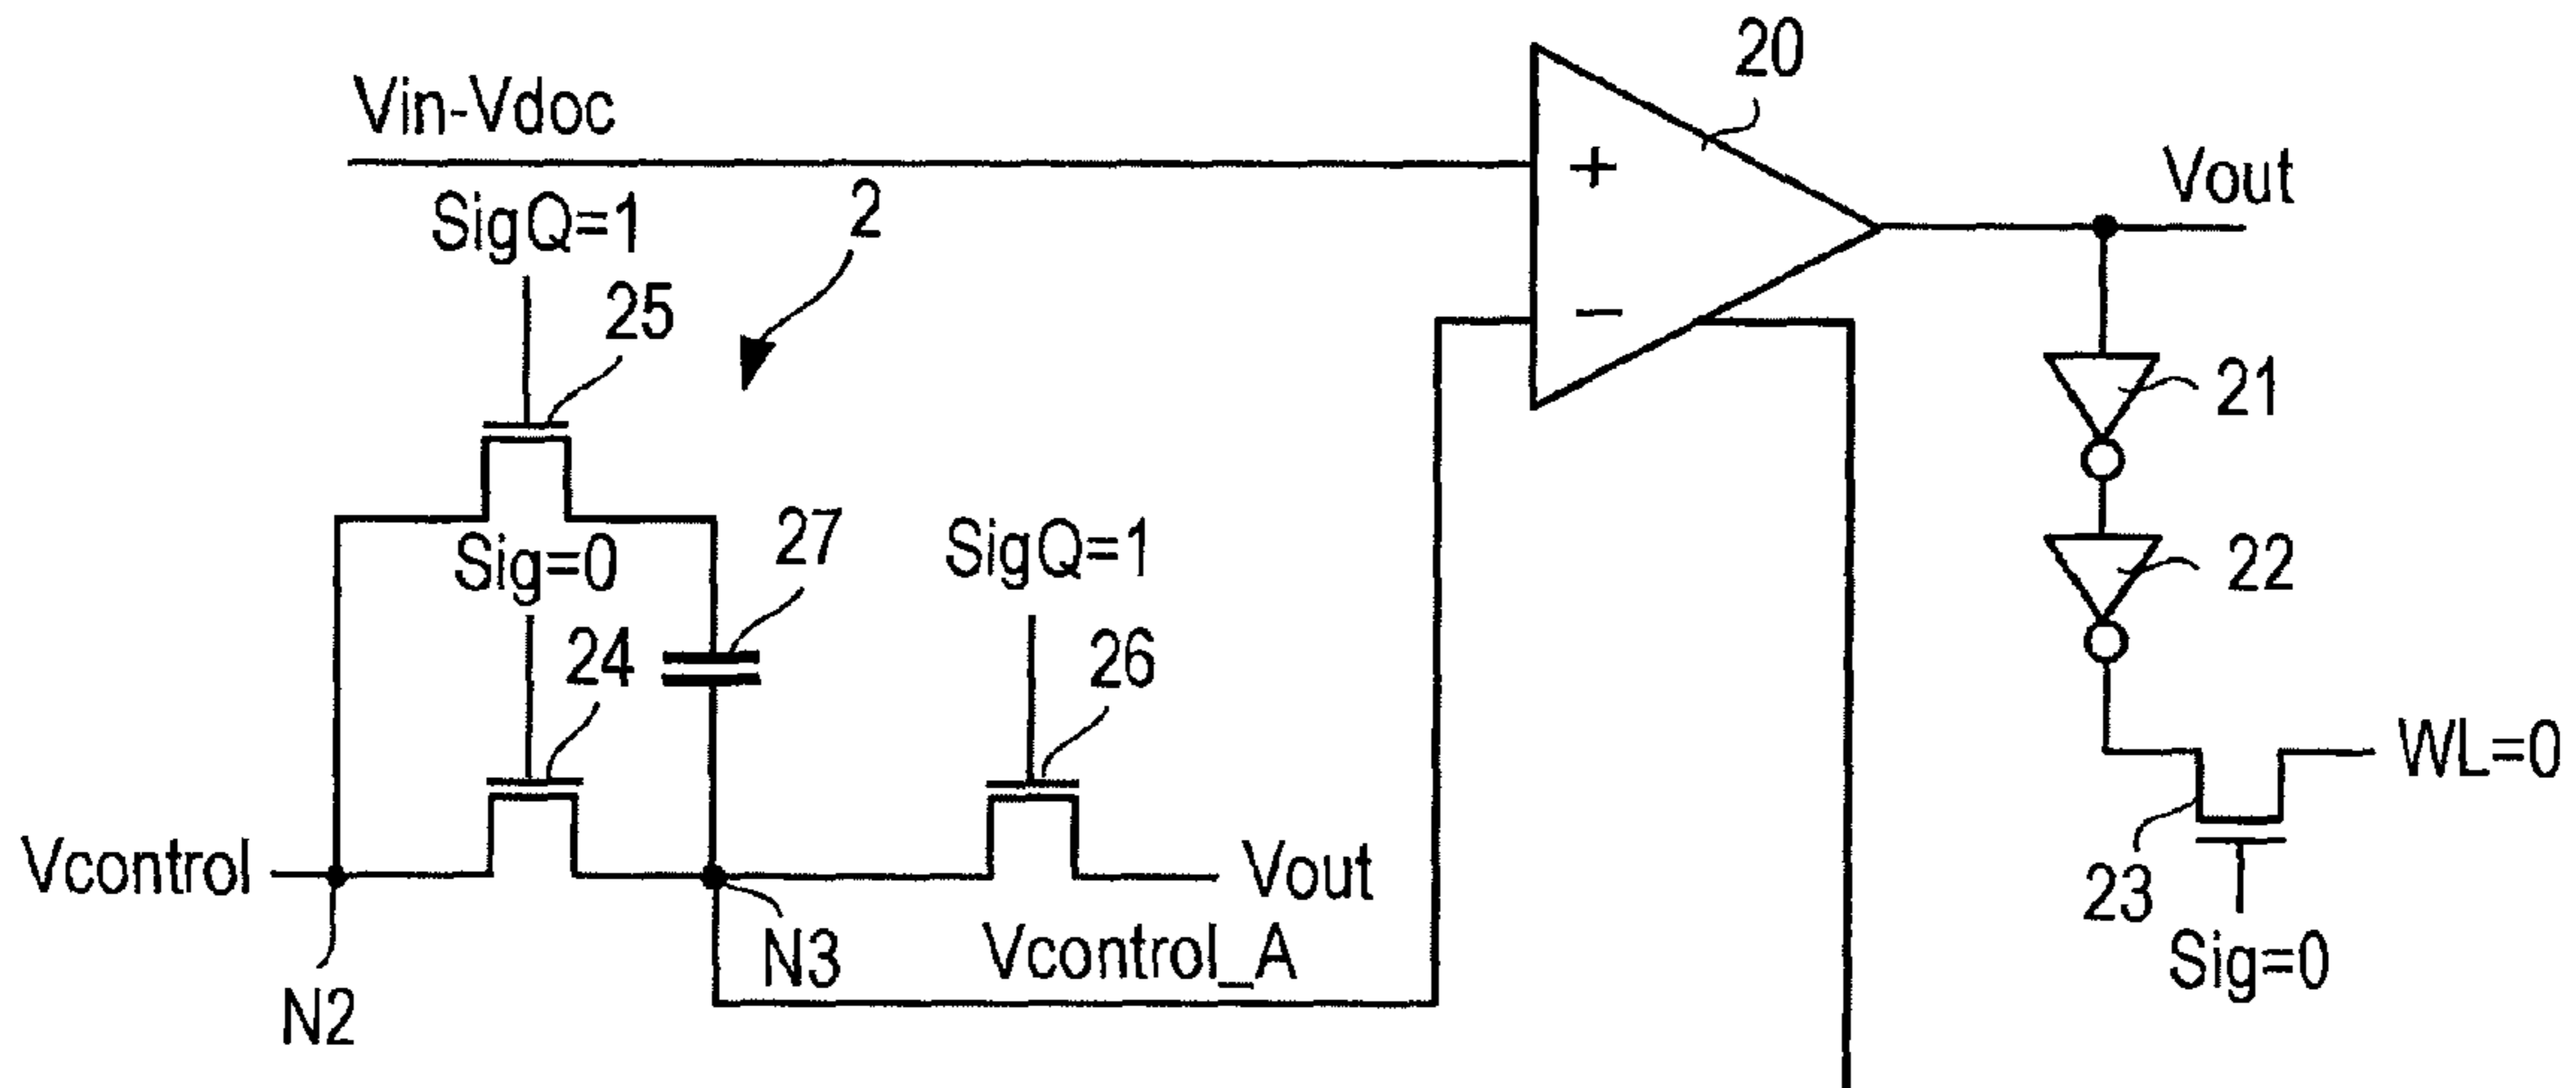 20
Vin-Vdoc
+
Vout
2
SigQ=1
25
−
21
27
SigQ=1
Sig=0
22
24
26
WL=0
Vcontrol
Vout
23
N3
Vcontrol_A
Sig=0
N2